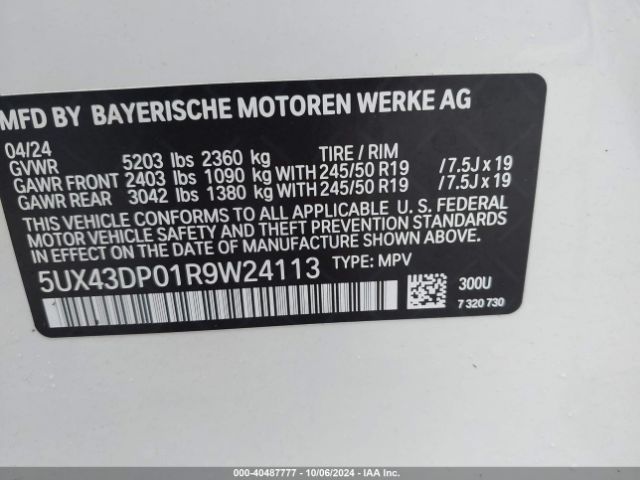 MFD BY BAYERISCHE MOTOREN WERKE AG
04/24
GVWR 5203 lbs 2360 kg TIRE / RIM
GAWR FRONT 2403 lbs 1090 kg WITH 245/50 R19 /7.5J x 19
GAWR REAR 3042 lbs 1380 kg WITH 245/50 R19 /7.5J x 19
THIS VEHICLE CONFORMS TO ALL APPLICABLE U. S. FEDERAL
MOTOR VEHICLE SAFETY AND THEFT PREVENTION STANDARDS
IN EFFECT ON THE DATE OF MANUFACTURE SHOWN ABOVE.
5UX43DP01R9W24113 TYPE: MPV
300U
7 320 730
000-40487777 - 10/06/2024 - IAAI.COM